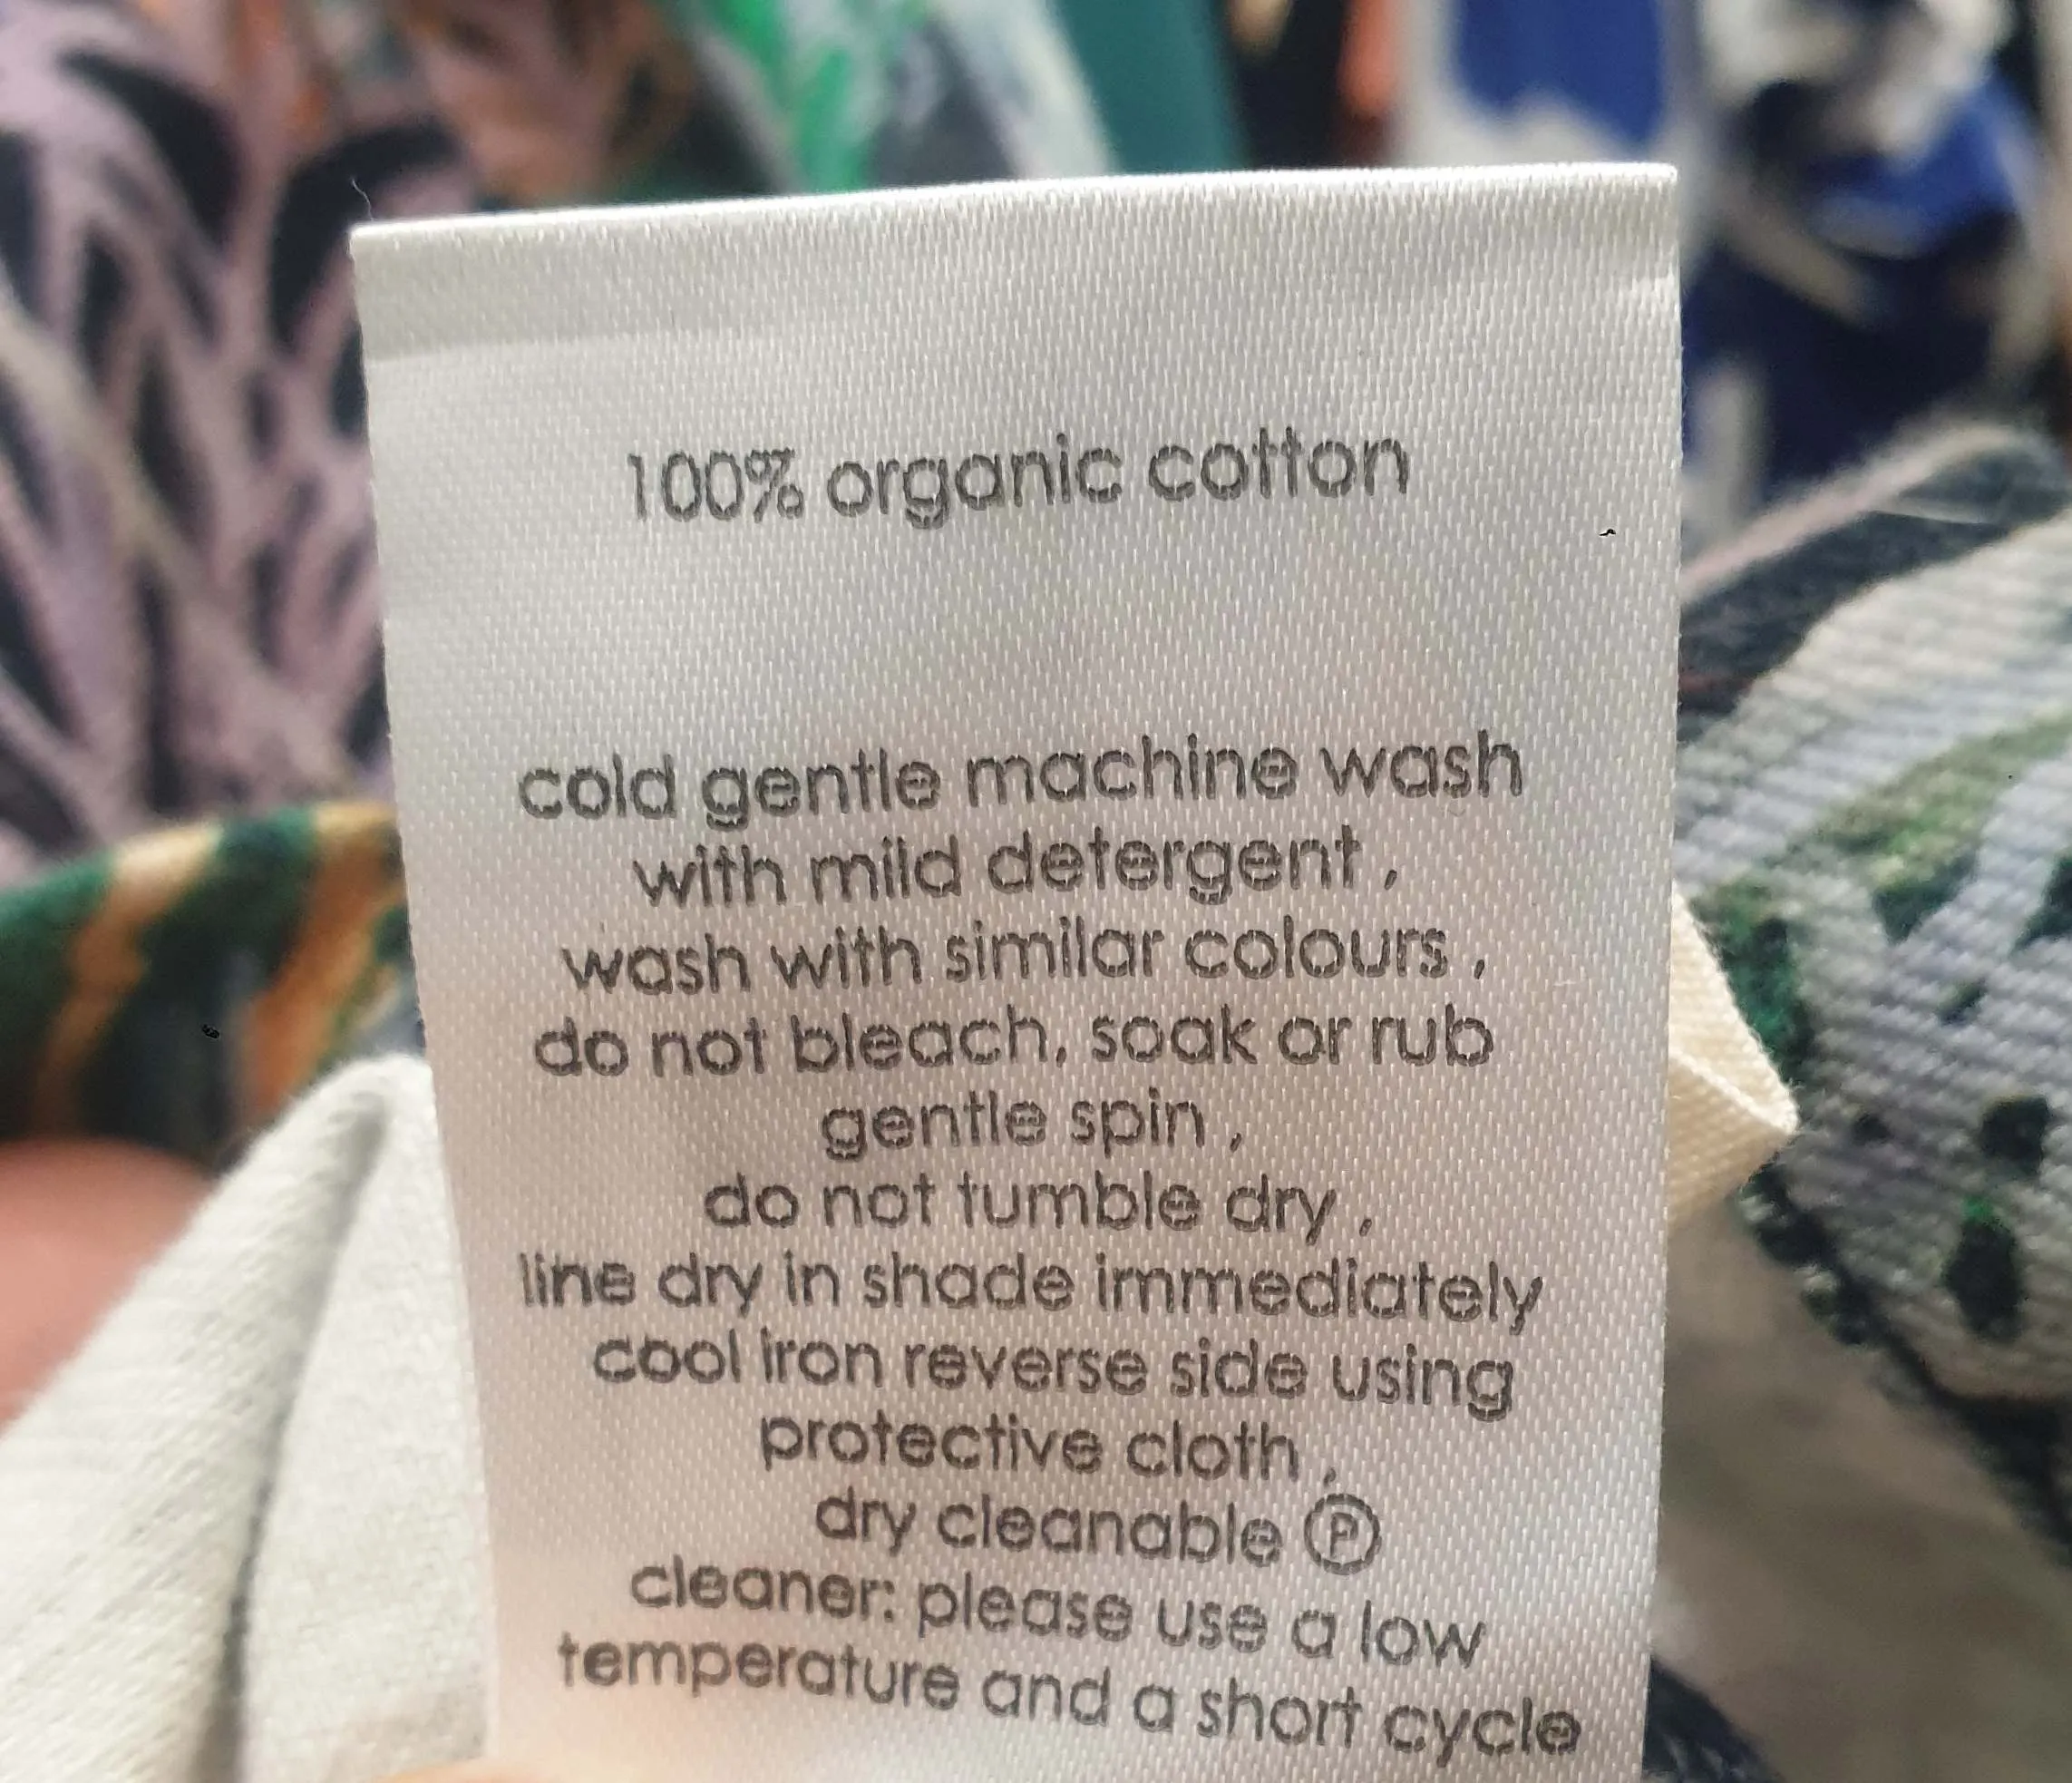 100% organic cotton
cold gentle machine wash
with mild detergent ,
wash with similar colours ,
do not bleach, soak or rub
gentle spin ,
do not tumble dry ,
line dry in shade immediately
cool iron reverse side using
protective cloth ,
dry cleanable Ⓟ
cleaner: please use a low
temperature and a short cycle